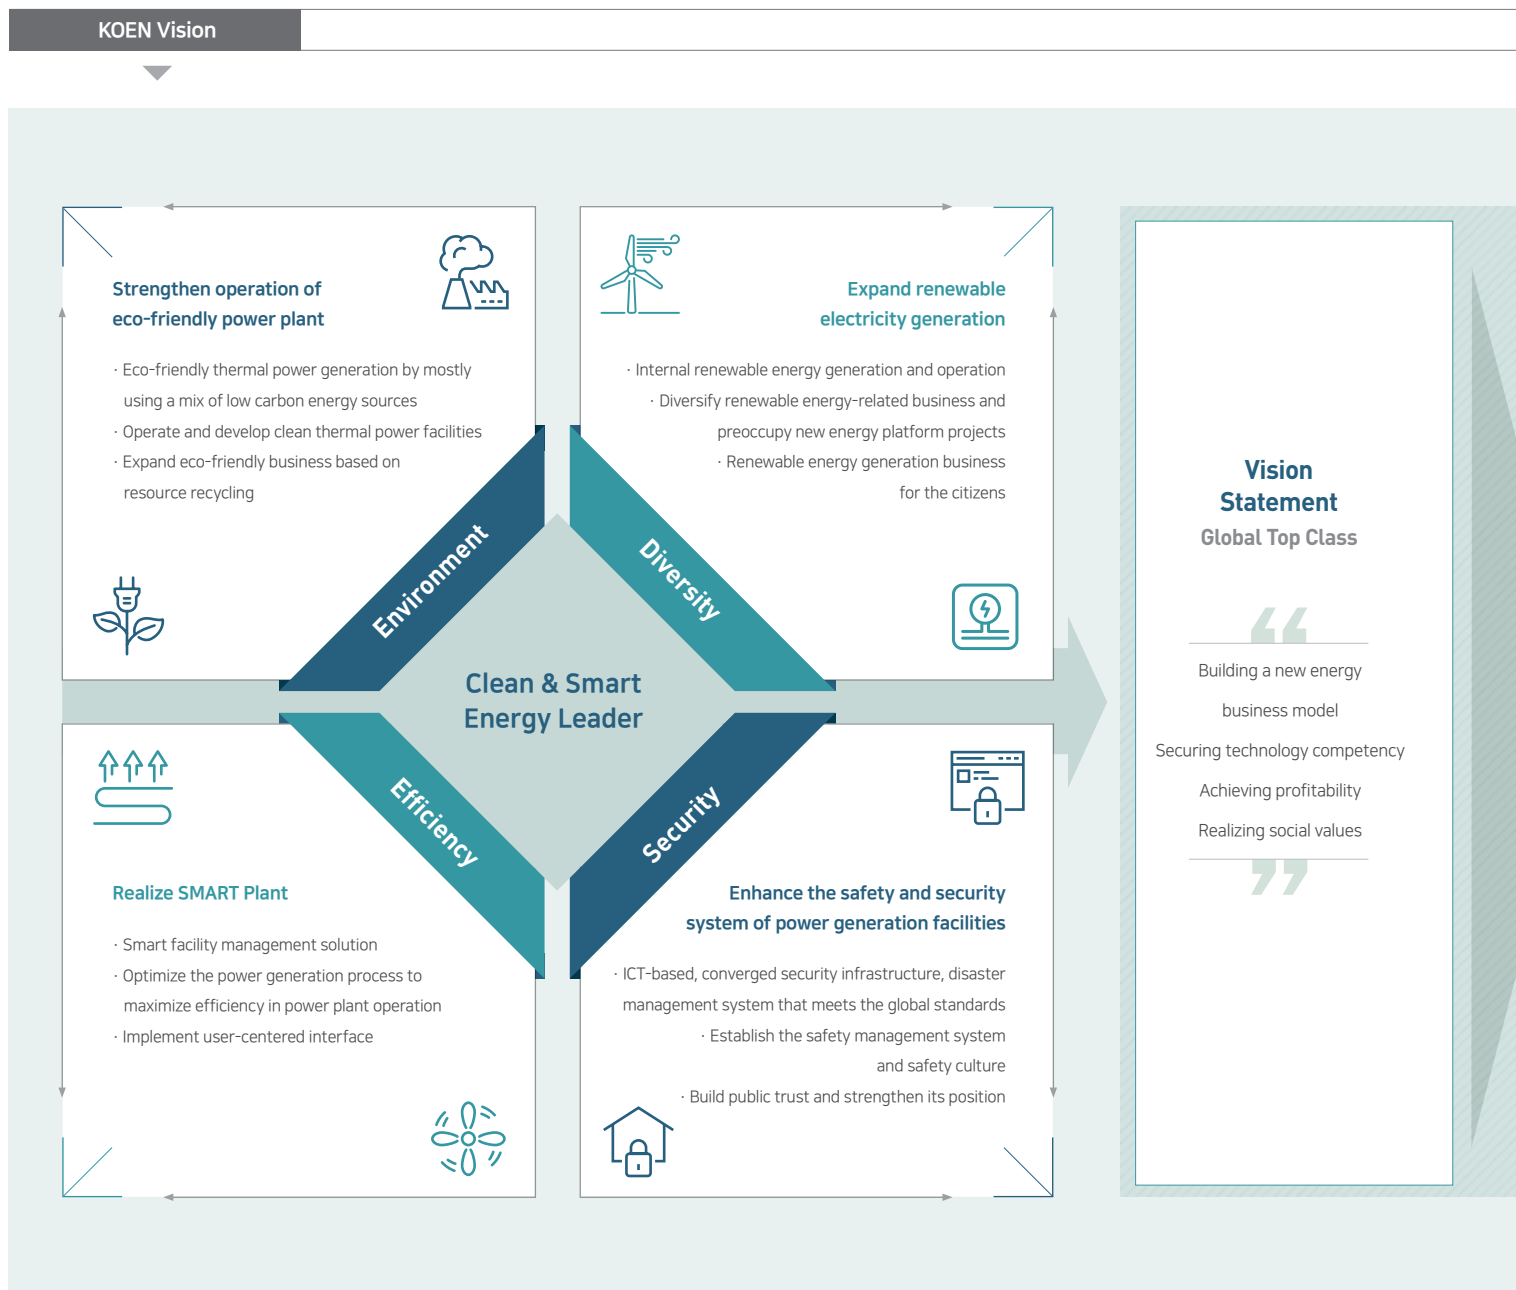 KOEN Vision
Strengthen operation of
eco-friendly power plant
· Eco-friendly thermal power generation by mostly
using a mix of low carbon energy sources
· Operate and develop clean thermal power facilities
· Expand eco-friendly business based on
resource recycling
Environment
Expand renewable
electricity generation
· Internal renewable energy generation and operation
· Diversify renewable energy-related business and
preoccupy new energy platform projects
· Renewable energy generation business
for the citizens
Diversity
Clean & Smart
Energy Leader
Efficiency
Realize SMART Plant
· Smart facility management solution
· Optimize the power generation process to
maximize efficiency in power plant operation
· Implement user-centered interface
Security
Enhance the safety and security
system of power generation facilities
· ICT-based, converged security infrastructure, disaster
management system that meets the global standards
· Establish the safety management system
and safety culture
· Build public trust and strengthen its position
Vision
Statement
Global Top Class
“
Building a new energy
business model
Securing technology competency
Achieving profitability
Realizing social values
”